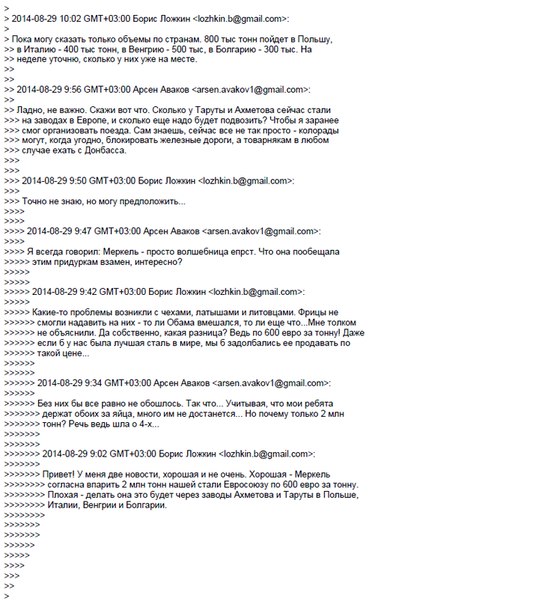 >
> 2014-08-29 10:02 GMT+03:00 Борис Ложкин <lozhkin.b@gmail.com>:
>
> Пока могу сказать только объемы по странам. 800 тыс тонн пойдет в Польшу,
>> в Италию - 400 тыс тонн, в Венгрию - 500 тыс, в Болгарию - 300 тыс. На
>> неделе уточню, сколько у них уже на месте.
>>
>>
>> 2014-08-29 9:56 GMT+03:00 Арсен Аваков <arsen.avakov1@gmail.com>:
>>
>> Ладно, не важно. Скажи вот что. Сколько у Таруты и Ахметова сейчас стали
>>> на заводах в Европе, и сколько еще надо будет подвозить? Чтобы я заранее
>>> смог организовать поезда. Сам знаешь, сейчас все не так просто - колорады
>>> могут, когда угодно, блокировать железные дороги, а товарнякам в любом
>>> случае ехать с Донбасса.
>>>
>>>
>>> 2014-08-29 9:50 GMT+03:00 Борис Ложкин <lozhkin.b@gmail.com>:
>>>
>>> Точно не знаю, но могу предположить...
>>>>
>>>>
>>>> 2014-08-29 9:47 GMT+03:00 Арсен Аваков <arsen.avakov1@gmail.com>:
>>>>
>>>> Я всегда говорил: Меркель - просто волшебница епрст. Что она пообещала
>>>>> этим придуркам взамен, интересно?
>>>>>
>>>>>
>>>>> 2014-08-29 9:42 GMT+03:00 Борис Ложкин <lozhkin.b@gmail.com>:
>>>>>
>>>>> Какие-то проблемы возникли с чехами, латышами и литовцами. Фрицы не
>>>>>> смогли надавить на них - то ли Обама вмешался, то ли еще что...Мне толком
>>>>>> не объяснили. Да собственно, какая разница? Ведь по 600 евро за тонну! Даже
>>>>>> если б у нас была лучшая сталь в мире, мы б задолбались ее продавать по
>>>>>> такой цене...
>>>>>>
>>>>>>
>>>>>> 2014-08-29 9:34 GMT+03:00 Арсен Аваков <arsen.avakov1@gmail.com>:
>>>>>>
>>>>>> Без них бы все равно не обошлось. Так что... Учитывая, что мои ребята
>>>>>>> держат обоих за яйца, много им не достанется... Но почему только 2 млн
>>>>>>> тонн? Речь ведь шла о 4-х...
>>>>>>>
>>>>>>>
>>>>>>> 2014-08-29 9:02 GMT+03:00 Борис Ложкин <lozhkin.b@gmail.com>:
>>>>>>>
>>>>>>> Привет! У меня две новости, хорошая и не очень. Хорошая - Меркель
>>>>>>>> согласна впарить 2 млн тонн нашей стали Евросоюзу по 600 евро за тонну.
>>>>>>>> Плохая - делать она это будет через заводы Ахметова и Таруты в Польше,
>>>>>>>> Италии, Венгрии и Болгарии.
>>>>>>>>
>>>>>>>
>>>>>>>
>>>>>>
>>>>>
>>>>
>>>
>>
>